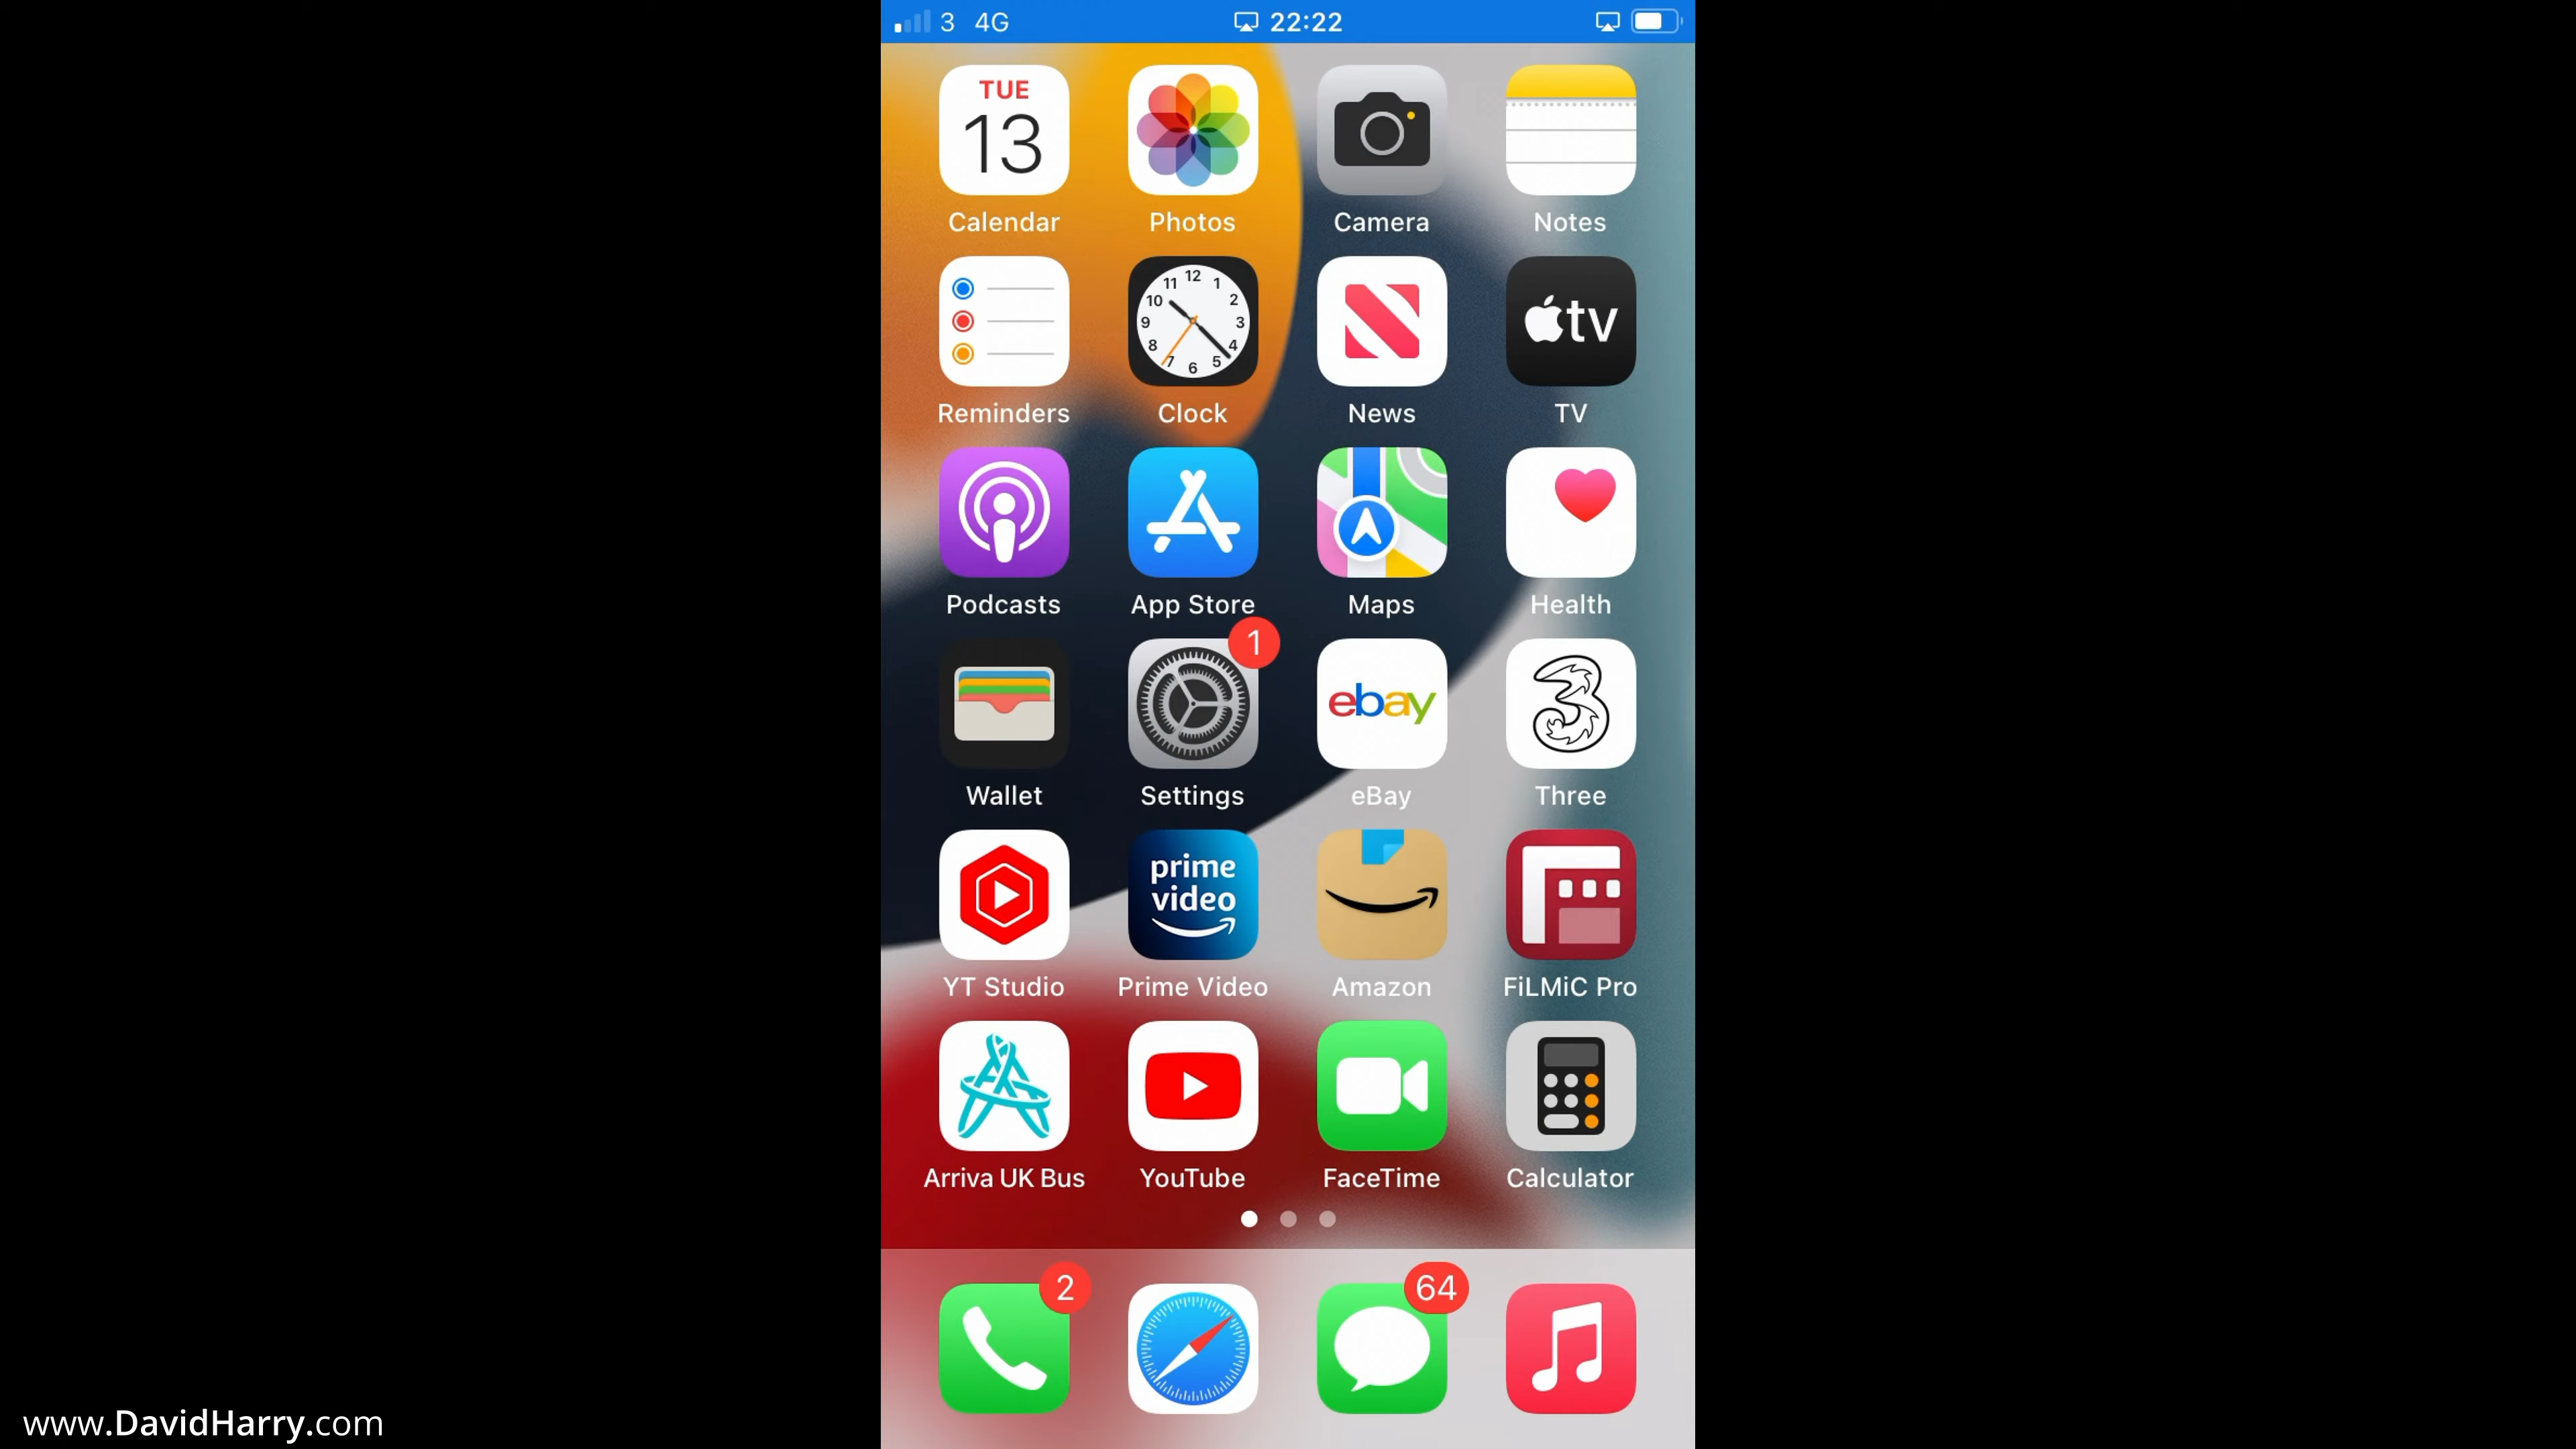 3 4G 22:22
TUE
13
Calendar Photos Camera Notes
12
11 1
10 2
9 3
8 4
7 5
6
tv
Reminders Clock News TV
Podcasts App Store Maps Health
1
ebay
Wallet Settings eBay Three
prime
video
YT Studio Prime Video Amazon FiLMiC Pro
Arriva UK Bus YouTube FaceTime Calculator
2 64
www.DavidHarry.com